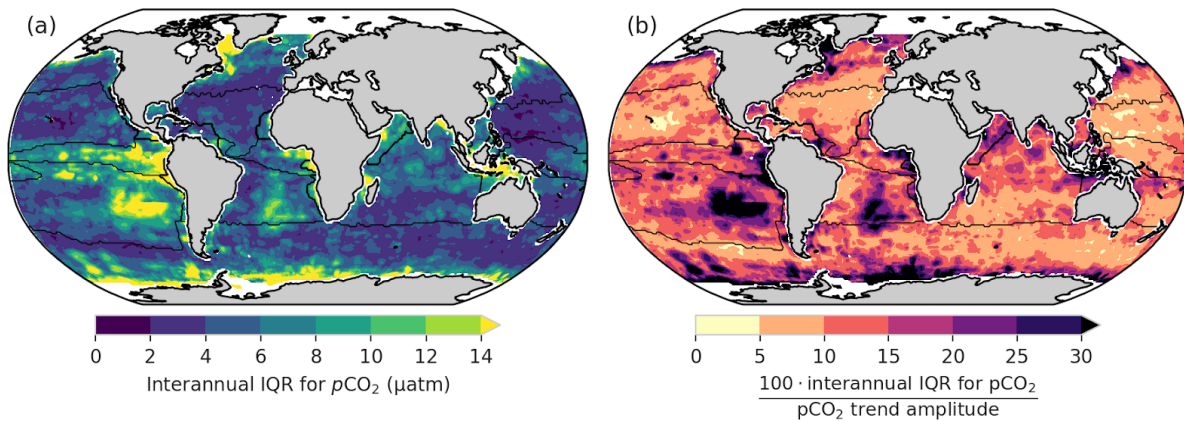 (a)
(b)
0 2 4 6 8 10 12 14
Interannual IQR for pCO₂ (µatm)
0 5 10 15 20 25 30
100 · interannual IQR for pCO₂
pCO₂ trend amplitude